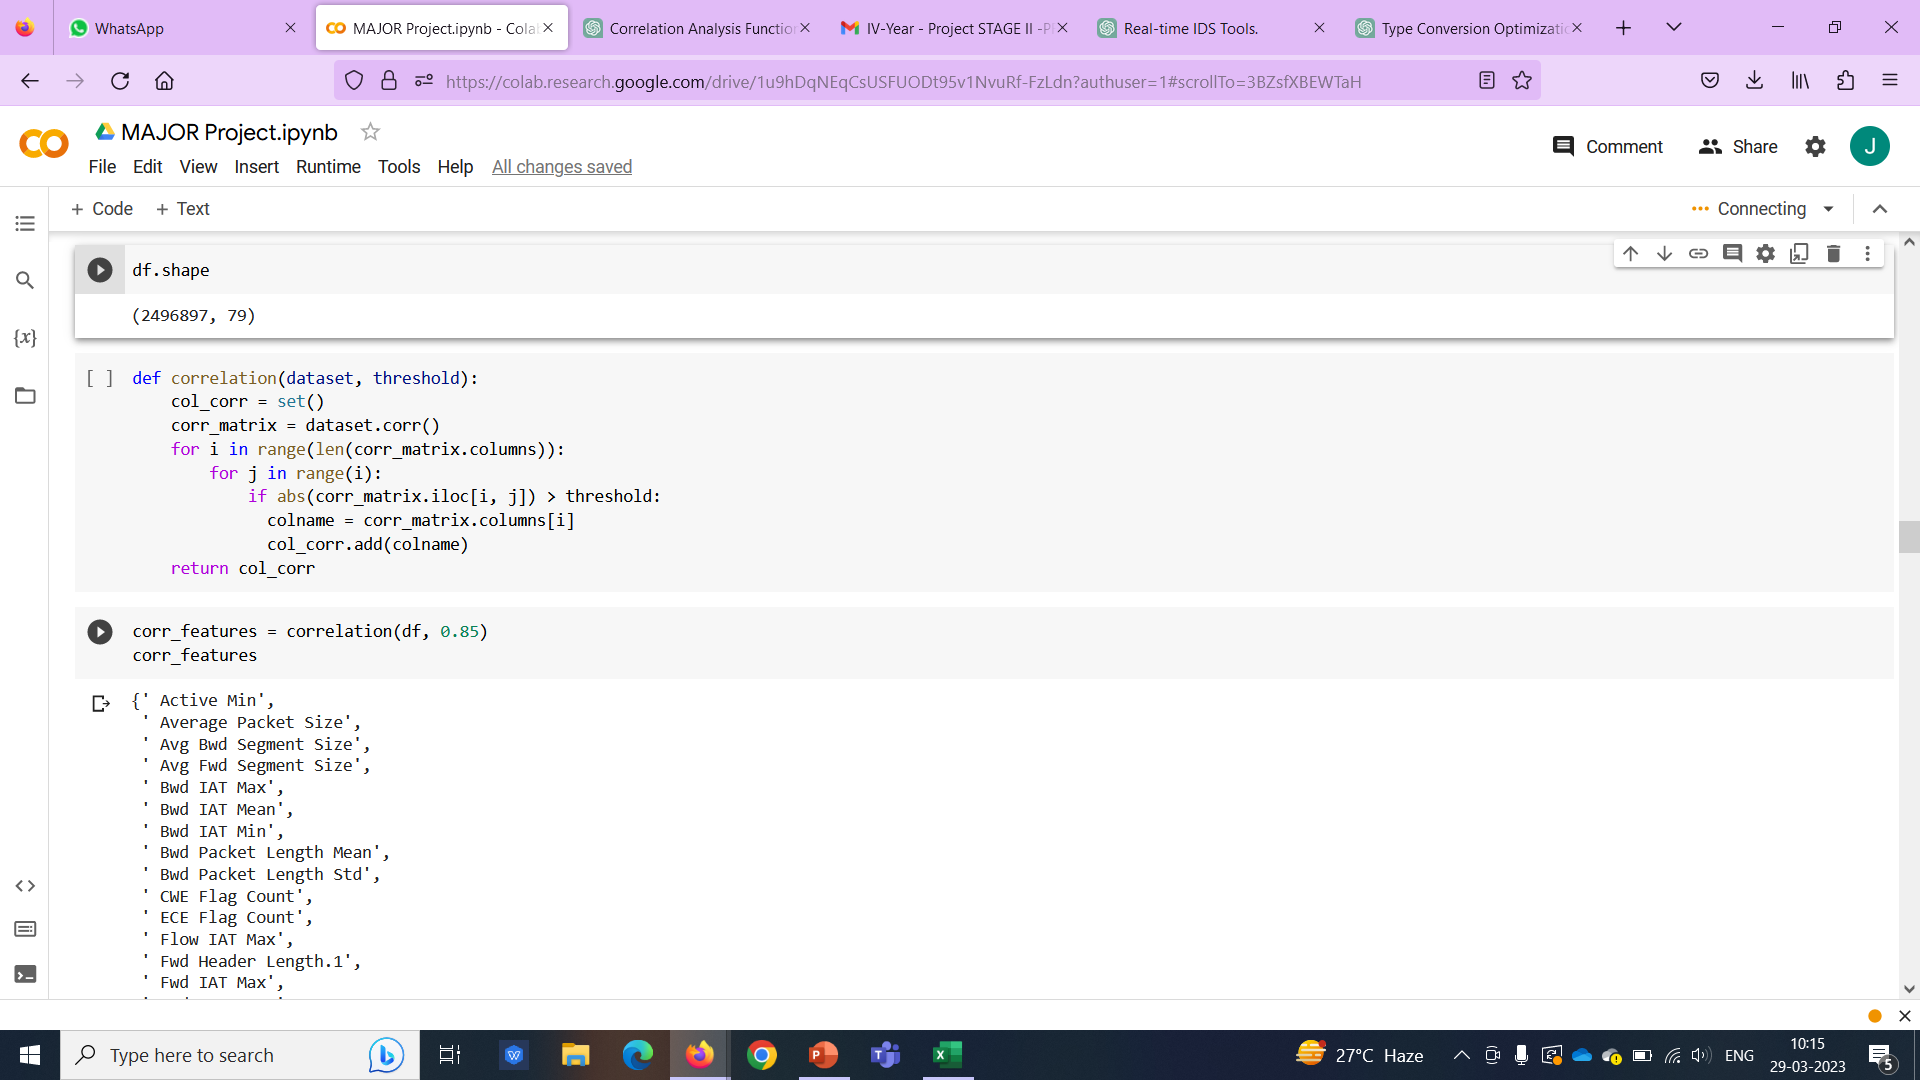 WhatsApp
MAJOR Project.ipynb - Cola
Correlation Analysis Function
IV-Year - Project STAGE II -P
Real-time IDS Tools.
Type Conversion Optimizatio
https://colab.research.google.com/drive/1u9hDqNEqCsUSFUODt95v1NvuRf-FzLdn?authuser=1#scrollTo=3BZsfXBEWTaH
MAJOR Project.ipynb
Comment
Share
J
File Edit View Insert Runtime Tools Help All changes saved
+ Code + Text
Connecting
df.shape
(2496897, 79)
{x}
[ ] def correlation(dataset, threshold):
col_corr = set()
corr_matrix = dataset.corr()
for i in range(len(corr_matrix.columns)):
for j in range(i):
if abs(corr_matrix.iloc[i, j]) > threshold:
colname = corr_matrix.columns[i]
col_corr.add(colname)
return col_corr
corr_features = correlation(df, 0.85)
corr_features
{' Active Min',
' Average Packet Size',
' Avg Bwd Segment Size',
' Avg Fwd Segment Size',
' Bwd IAT Max',
' Bwd IAT Mean',
' Bwd IAT Min',
' Bwd Packet Length Mean',
' Bwd Packet Length Std',
' CWE Flag Count',
' ECE Flag Count',
' Flow IAT Max',
' Fwd Header Length.1',
' Fwd IAT Max',
Type here to search
27°C Haze
ENG
10:15
29-03-2023
5